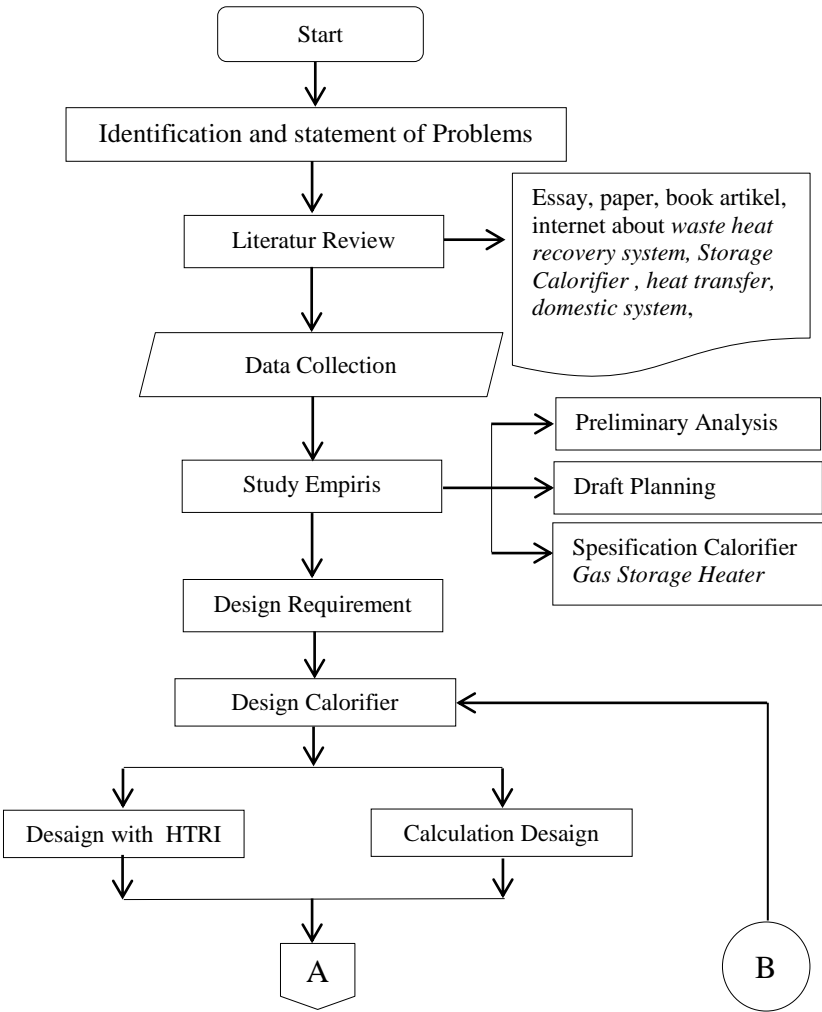 Start
Identification and statement of Problems
Literatur Review
Essay, paper, book artikel,
internet about waste heat
recovery system, Storage
Calorifier , heat transfer,
domestic system,
Data Collection
Study Empiris
Preliminary Analysis
Draft Planning
Spesification Calorifier
Gas Storage Heater
Design Requirement
Design Calorifier
Desaign with HTRI
Calculation Desaign
A
B